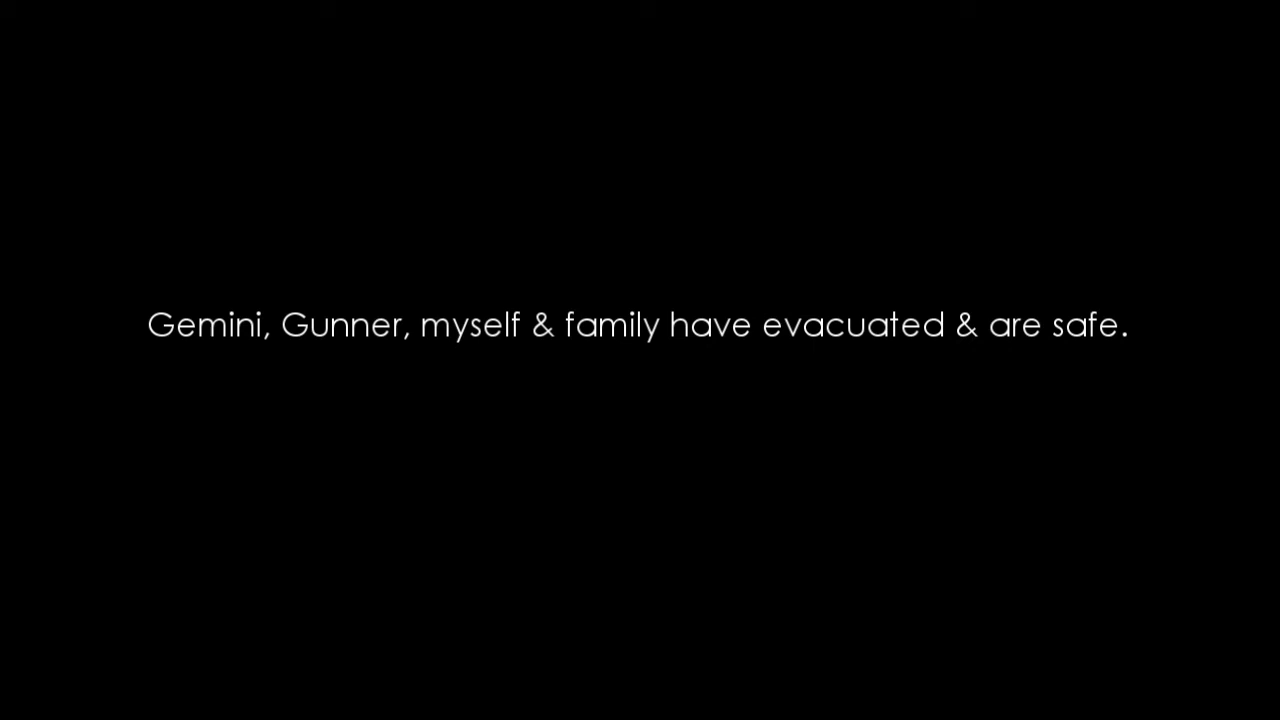 Gemini, Gunner, myself & family have evacuated & are safe.